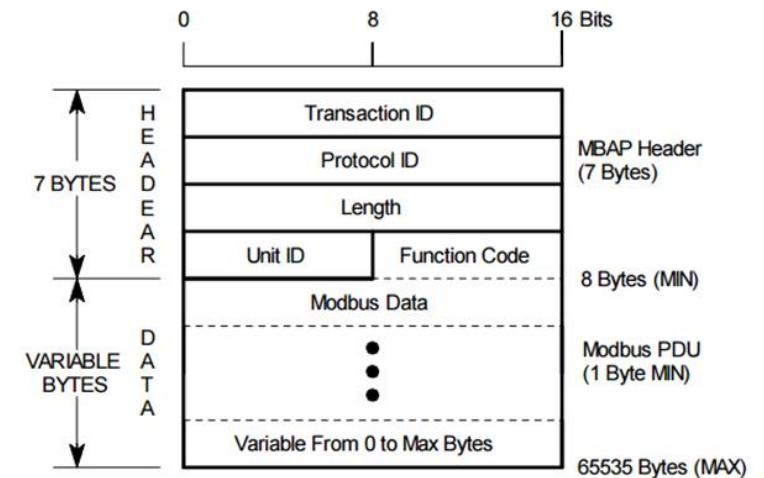 0 8 16 Bits
Transaction ID
Protocol ID
Length
Unit ID Function Code
Modbus Data
Variable From 0 to Max Bytes
7 BYTES
HEADEAR
VARIABLE
BYTES
DATA
MBAP Header
(7 Bytes)
8 Bytes (MIN)
Modbus PDU
(1 Byte MIN)
65535 Bytes (MAX)